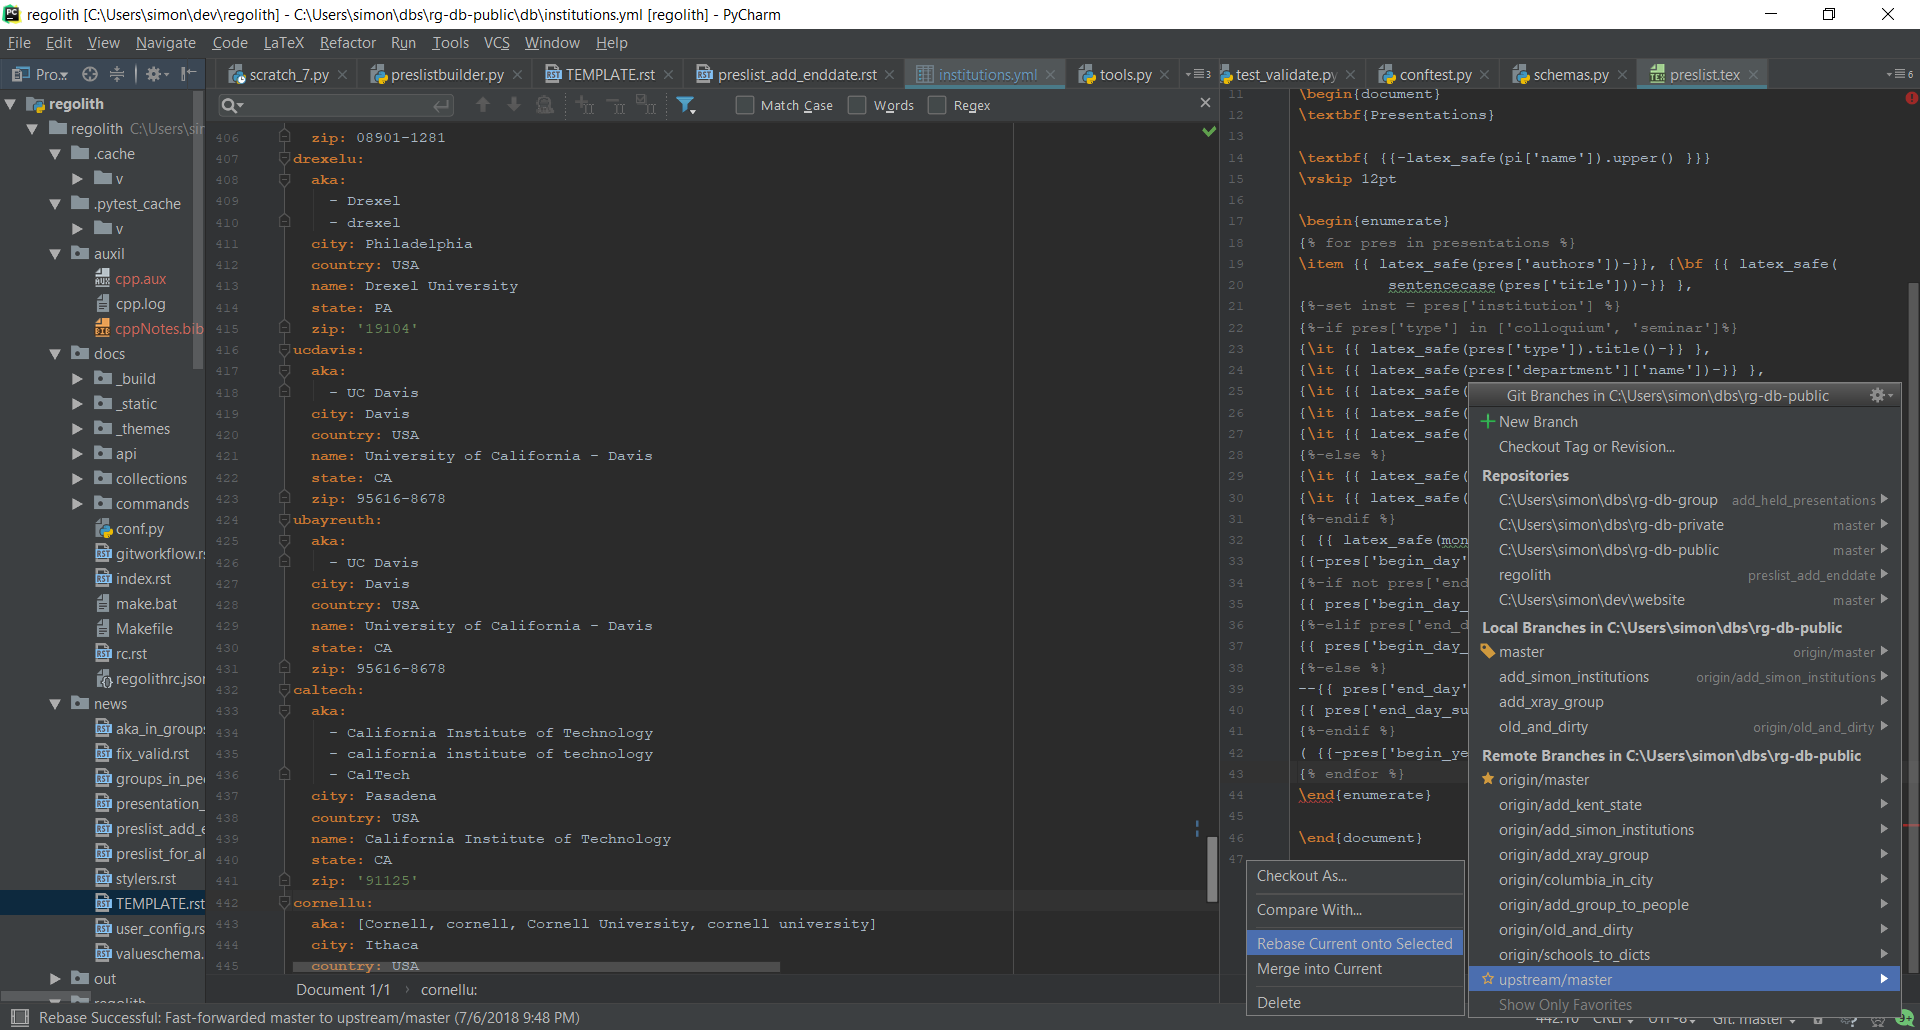 regolith [C:\Users\simon\dev\regolith] - C:\Users\simon\dbs\rg-db-public\db\institutions.yml [regolith] - PyCharm
File Edit View Navigate Code LaTeX Refactor Run Tools VCS Window Help
Pro...
scratch_7.py preslistbuilder.py TEMPLATE.rst preslist_add_enddate.rst institutions.yml tools.py 3
test_validate.py conftest.py schemas.py preslist.tex 6
regolith
regolith C:\Users\sir
.cache
v
.pytest_cache
v
auxil
cpp.aux
cpp.log
cppNotes.bib
docs
_build
_static
_themes
api
collections
commands
conf.py
gitworkflow.rs
index.rst
make.bat
Makefile
rc.rst
regolithrc.jsor
news
aka_in_groups
fix_valid.rst
groups_in_peo
presentation_
preslist_add_e
preslist_for_al
stylers.rst
TEMPLATE.rst
user_config.rs
valueschema.
out
regolith
Match Case Words Regex
406 zip: 08901-1281
407 drexelu:
408 aka:
409 - Drexel
410 - drexel
411 city: Philadelphia
412 country: USA
413 name: Drexel University
414 state: PA
415 zip: '19104'
416 ucdavis:
417 aka:
418 - UC Davis
419 city: Davis
420 country: USA
421 name: University of California - Davis
422 state: CA
423 zip: 95616-8678
424 ubayreuth:
425 aka:
426 - UC Davis
427 city: Davis
428 country: USA
429 name: University of California - Davis
430 state: CA
431 zip: 95616-8678
432 caltech:
433 aka:
434 - California Institute of Technology
435 - california institute of technology
436 - CalTech
437 city: Pasadena
438 country: USA
439 name: California Institute of Technology
440 state: CA
441 zip: '91125'
442 cornellu:
443 aka: [Cornell, cornell, Cornell University, cornell university]
444 city: Ithaca
445 country: USA
Document 1/1 › cornellu:
11 \begin{document}
12 \textbf{Presentations}
13
14 \textbf{ {{-latex_safe(pi['name']).upper() }}}
15 \vskip 12pt
16
17 \begin{enumerate}
18 {% for pres in presentations %}
19 \item {{ latex_safe(pres['authors'])-}}, {\bf {{ latex_safe(
20 sentencecase(pres['title']))-}} },
21 {%-set inst = pres['institution'] %}
22 {%-if pres['type'] in ['colloquium', 'seminar']%}
23 {\it {{ latex_safe(pres['type']).title()-}} },
24 {\it {{ latex_safe(pres['department']['name'])-}} },
25 {\it {{ latex_safe(
26 {\it {{ latex_safe(
27 {\it {{ latex_safe(
28 {%-else %}
29 {\it {{ latex_safe(
30 {\it {{ latex_safe(
31 {%-endif %}
32 { {{ latex_safe(mon
33 {{-pres['begin_day'
34 {%-if not pres['end
35 {{ pres['begin_day_
36 {%-elif pres['end_d
37 {{ pres['begin_day_
38 {%-else %}
39 --{{ pres['end_day'
40 {{ pres['end_day_su
41 {%-endif %}
42 ( {{-pres['begin_ye
43 {% endfor %}
44 \end{enumerate}
45
46 \end{document}
47
Git Branches in C:\Users\simon\dbs\rg-db-public
New Branch
Checkout Tag or Revision...
Repositories
C:\Users\simon\dbs\rg-db-group add_held_presentations
C:\Users\simon\dbs\rg-db-private master
C:\Users\simon\dbs\rg-db-public master
regolith preslist_add_enddate
C:\Users\simon\dev\website master
Local Branches in C:\Users\simon\dbs\rg-db-public
master origin/master
add_simon_institutions origin/add_simon_institutions
add_xray_group
old_and_dirty origin/old_and_dirty
Remote Branches in C:\Users\simon\dbs\rg-db-public
origin/master
origin/add_kent_state
origin/add_simon_institutions
origin/add_xray_group
origin/columbia_in_city
origin/add_group_to_people
origin/old_and_dirty
origin/schools_to_dicts
upstream/master
Show Only Favorites
Checkout As...
Compare With...
Rebase Current onto Selected
Merge into Current
Delete
Rebase Successful: Fast-forwarded master to upstream/master (7/6/2018 9:48 PM)
442:10 CRLF UTF-8 Git: master